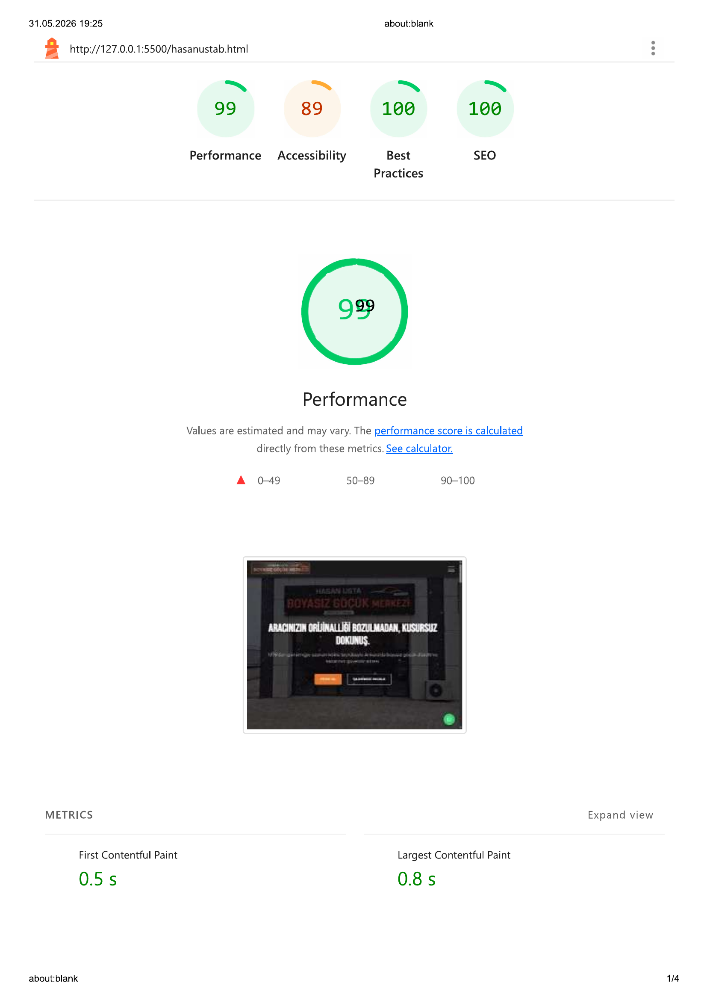 31.05.2026 19:25
about:blank
http://127.0.0.1:5500/hasanustab.html
99
89
100
100
Performance
Accessibility
Best
Practices
SEO
99
99
Performance
Values are estimated and may vary. The performance score is calculated
directly from these metrics. See calculator.
0–49
50–89
90–100
BOYASIZ GÖÇÜK MERKEZİ
HASAN USTA
BOYASIZ GÖÇÜK MERKEZİ
ARACINIZIN ORİJİNALLİĞİ BOZULMADAN, KUSURSUZ
DOKUNUŞ.
METRICS
Expand view
First Contentful Paint
0.5 s
Largest Contentful Paint
0.8 s
about:blank
1/4